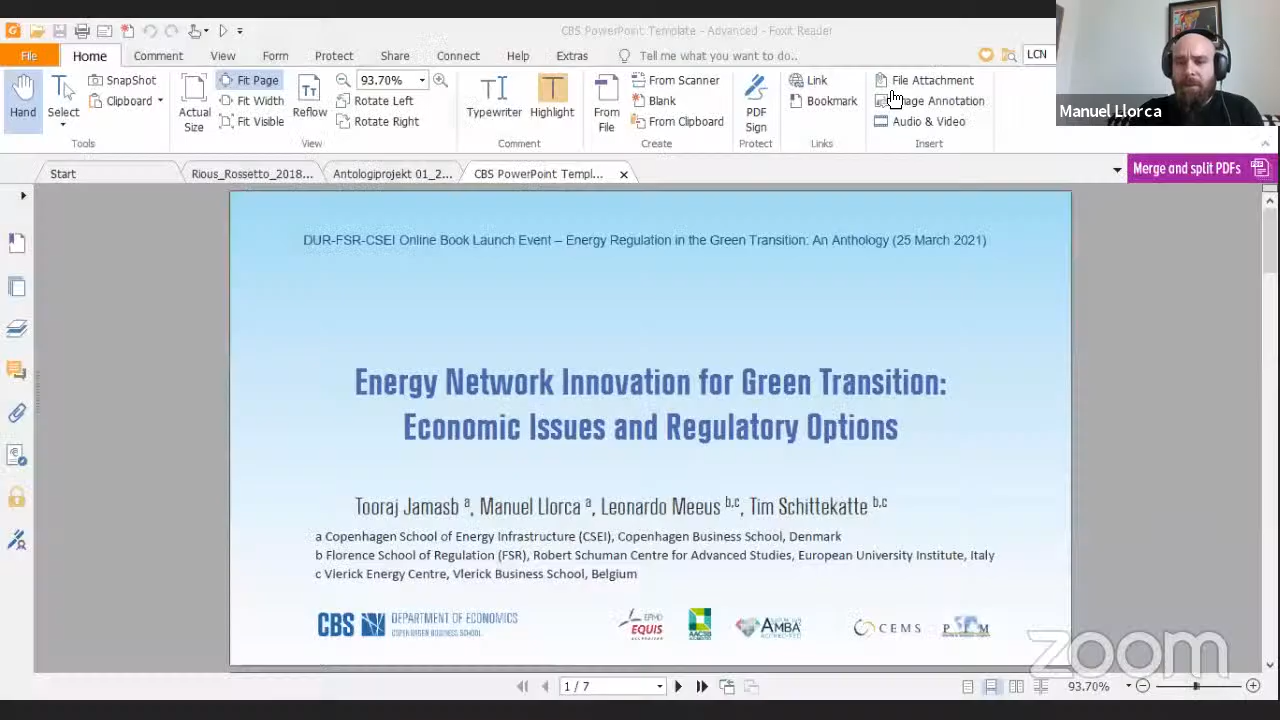 CBS PowerPoint Template - Advanced - Foxit Reader
File Home Comment View Form Protect Share Connect Help Extras Tell me what you want to do.. LCN
Hand
Select
SnapShot
Clipboard
Tools
Actual Size
Fit Page
Fit Width
Fit Visible
Reflow
93.70%
Rotate Left
Rotate Right
View
Typewriter
Highlight
Comment
From File
From Scanner
Blank
From Clipboard
Create
PDF Sign
Protect
Link
Bookmark
Links
File Attachment
Annotation
Audio & Video
Insert
Manuel Llorca
Start
Rious_Rossetto_2018...
Antologiprojekt 01_2...
CBS PowerPoint Templ...
Merge and split PDFs
DUR-FSR-CSEI Online Book Launch Event – Energy Regulation in the Green Transition: An Anthology (25 March 2021)
Energy Network Innovation for Green Transition:
Economic Issues and Regulatory Options
Tooraj Jamasb a, Manuel Llorca a, Leonardo Meeus b,c, Tim Schittekatte b,c
a Copenhagen School of Energy Infrastructure (CSEI), Copenhagen Business School, Denmark
b Florence School of Regulation (FSR), Robert Schuman Centre for Advanced Studies, European University Institute, Italy
c Vlerick Energy Centre, Vlerick Business School, Belgium
CBS
DEPARTMENT OF ECONOMICS
COPENHAGEN BUSINESS SCHOOL
EFMD
EQUIS
ACCREDITED
AACSB
AMBA
ACCREDITED
CEMS
zoom
1 / 7
93.70%